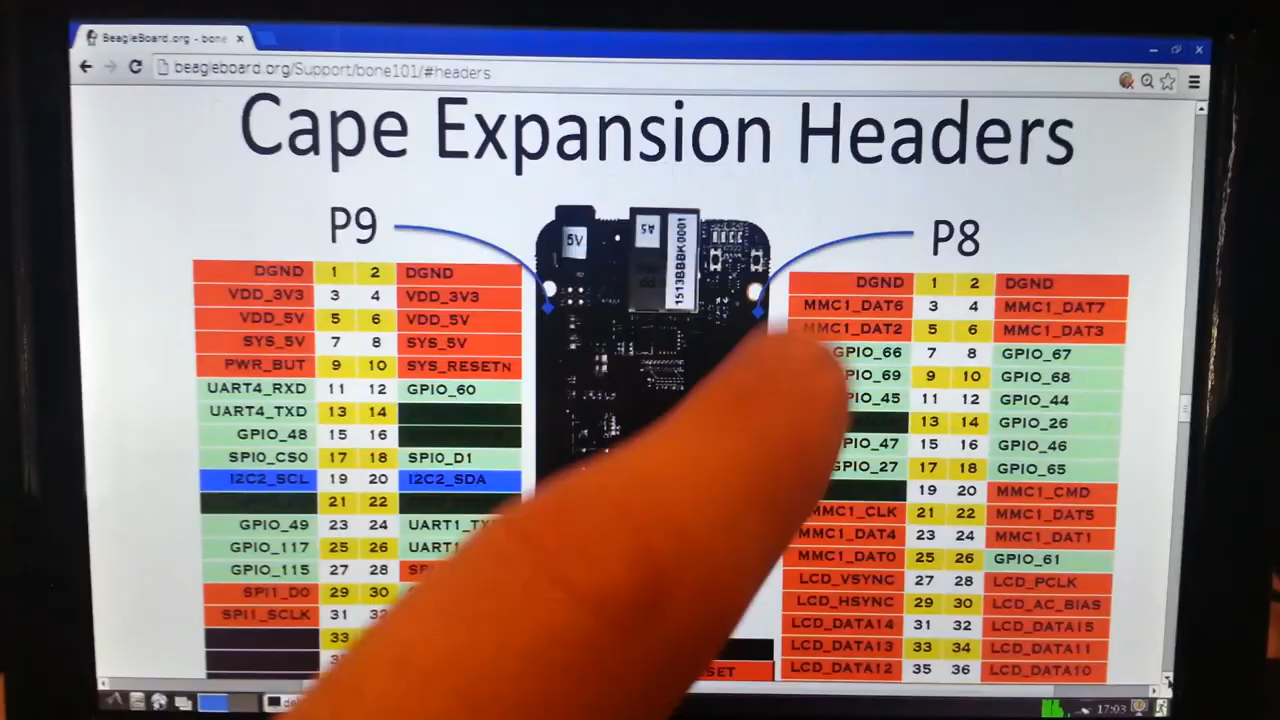 BeagleBoard.org - bone
beagleboard.org/Support/bone101/#headers
Cape Expansion Headers
P9
P8
5V
A5
1513BBBK0001
DGND 1 2 DGND
VDD_3V3 3 4 VDD_3V3
VDD_5V 5 6 VDD_5V
SYS_5V 7 8 SYS_5V
PWR_BUT 9 10 SYS_RESETN
UART4_RXD 11 12 GPIO_60
UART4_TXD 13 14
GPIO_48 15 16
SPI0_CS0 17 18 SPI0_D1
I2C2_SCL 19 20 I2C2_SDA
21 22
GPIO_49 23 24
GPIO_117 25 26
GPIO_115 27 28
SPI1_D0 29 30
SPI1_SCLK 31 32
33
DGND 1 2 DGND
MMC1_DAT6 3 4 MMC1_DAT7
MMC1_DAT2 5 6 MMC1_DAT3
GPIO_66 7 8 GPIO_67
GPIO_69 9 10 GPIO_68
GPIO_45 11 12 GPIO_44
13 14 GPIO_26
GPIO_47 15 16 GPIO_46
GPIO_27 17 18 GPIO_65
19 20 MMC1_CMD
MMC1_CLK 21 22 MMC1_DAT5
MMC1_DAT4 23 24 MMC1_DAT1
MMC1_DAT0 25 26 GPIO_61
LCD_VSYNC 27 28 LCD_PCLK
LCD_HSYNC 29 30 LCD_AC_BIAS
LCD_DATA14 31 32 LCD_DATA15
LCD_DATA13 33 34 LCD_DATA11
LCD_DATA12 35 36 LCD_DATA10
17:03